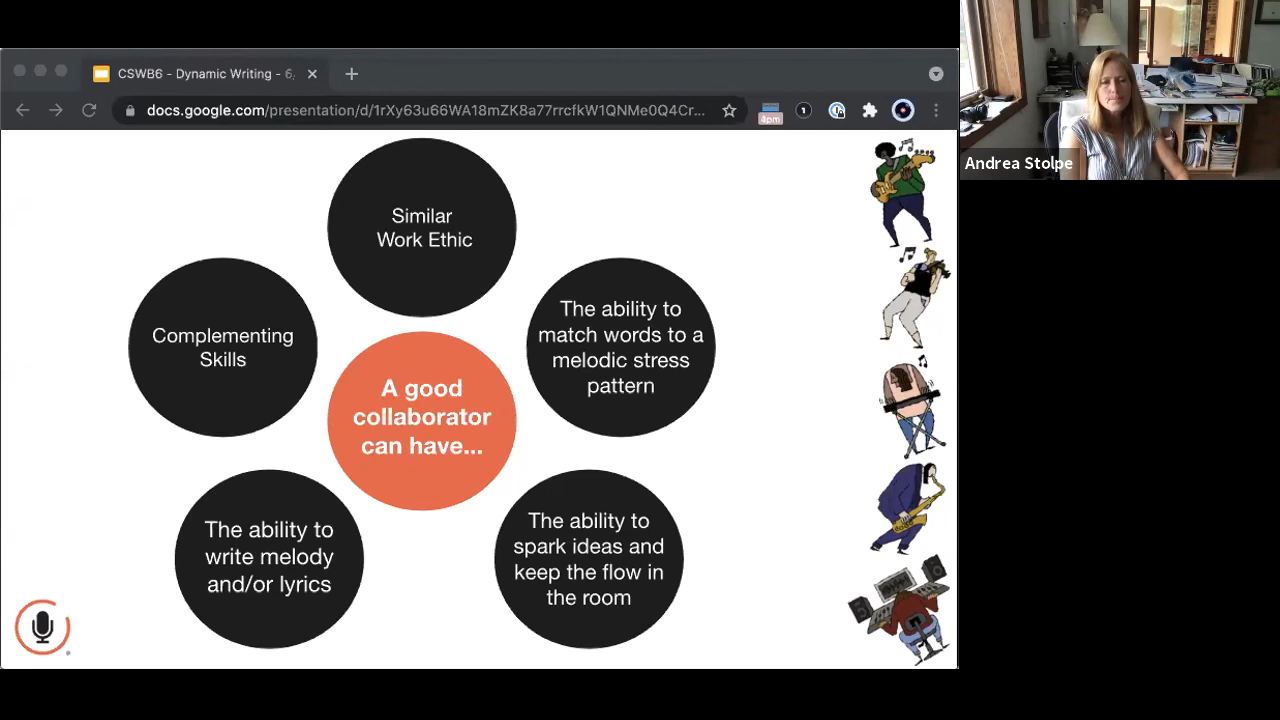 CSWB6 - Dynamic Writing - 6,
docs.google.com/presentation/d/1rXy63u66WA18mZK8a77rrcfkW1QNMe0Q4Cr...
4pm
1
Andrea Stolpe
Similar
Work Ethic
Complementing
Skills
The ability to
match words to a
melodic stress
pattern
A good
collaborator
can have...
The ability to
write melody
and/or lyrics
The ability to
spark ideas and
keep the flow in
the room